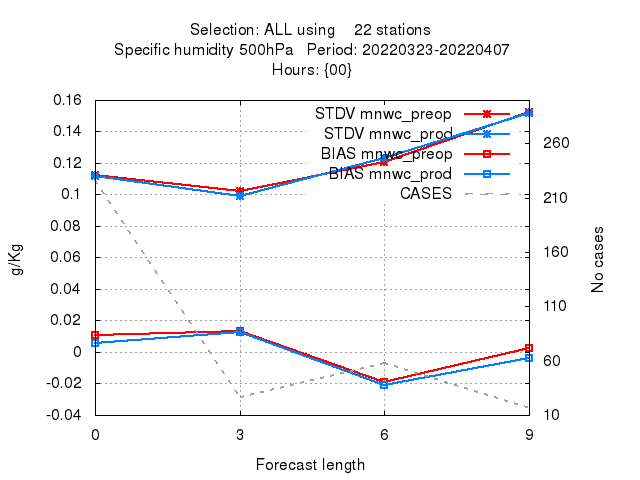 Selection: ALL using 22 stations
Specific humidity 500hPa Period: 20220323-20220407
Hours: {00}
0.16
0.14
0.12
0.1
0.08
0.06
0.04
0.02
0
-0.02
-0.04
g/Kg
STDV mnwc_preop
STDV mnwc_prod
BIAS mnwc_preop
BIAS mnwc_prod
CASES
260
210
160
110
60
10
No cases
0 3 6 9
Forecast length